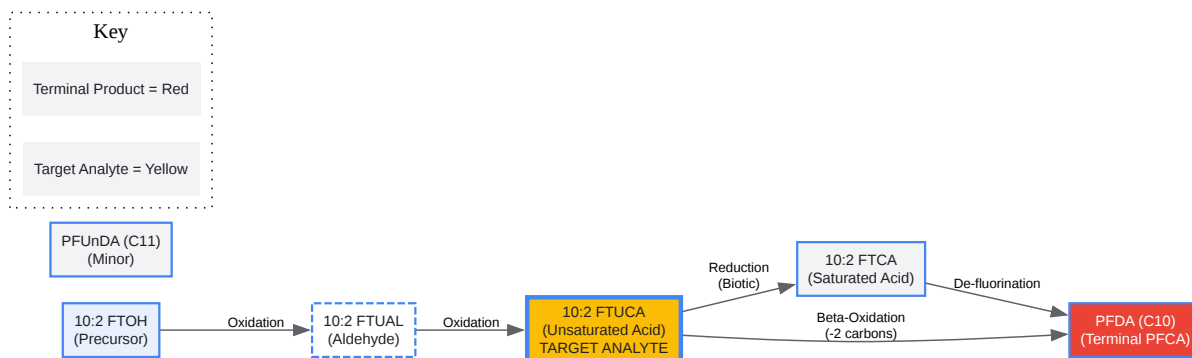 Key
Terminal Product = Red
Target Analyte = Yellow
PFUnDA (C11)
(Minor)
10:2 FTOH
(Precursor)
Oxidation
10:2 FTUAL
(Aldehyde)
Oxidation
10:2 FTUCA
(Unsaturated Acid)
TARGET ANALYTE
Reduction
(Biotic)
10:2 FTCA
(Saturated Acid)
De-fluorination
Beta-Oxidation
(-2 carbons)
PFDA (C10)
(Terminal PFCA)